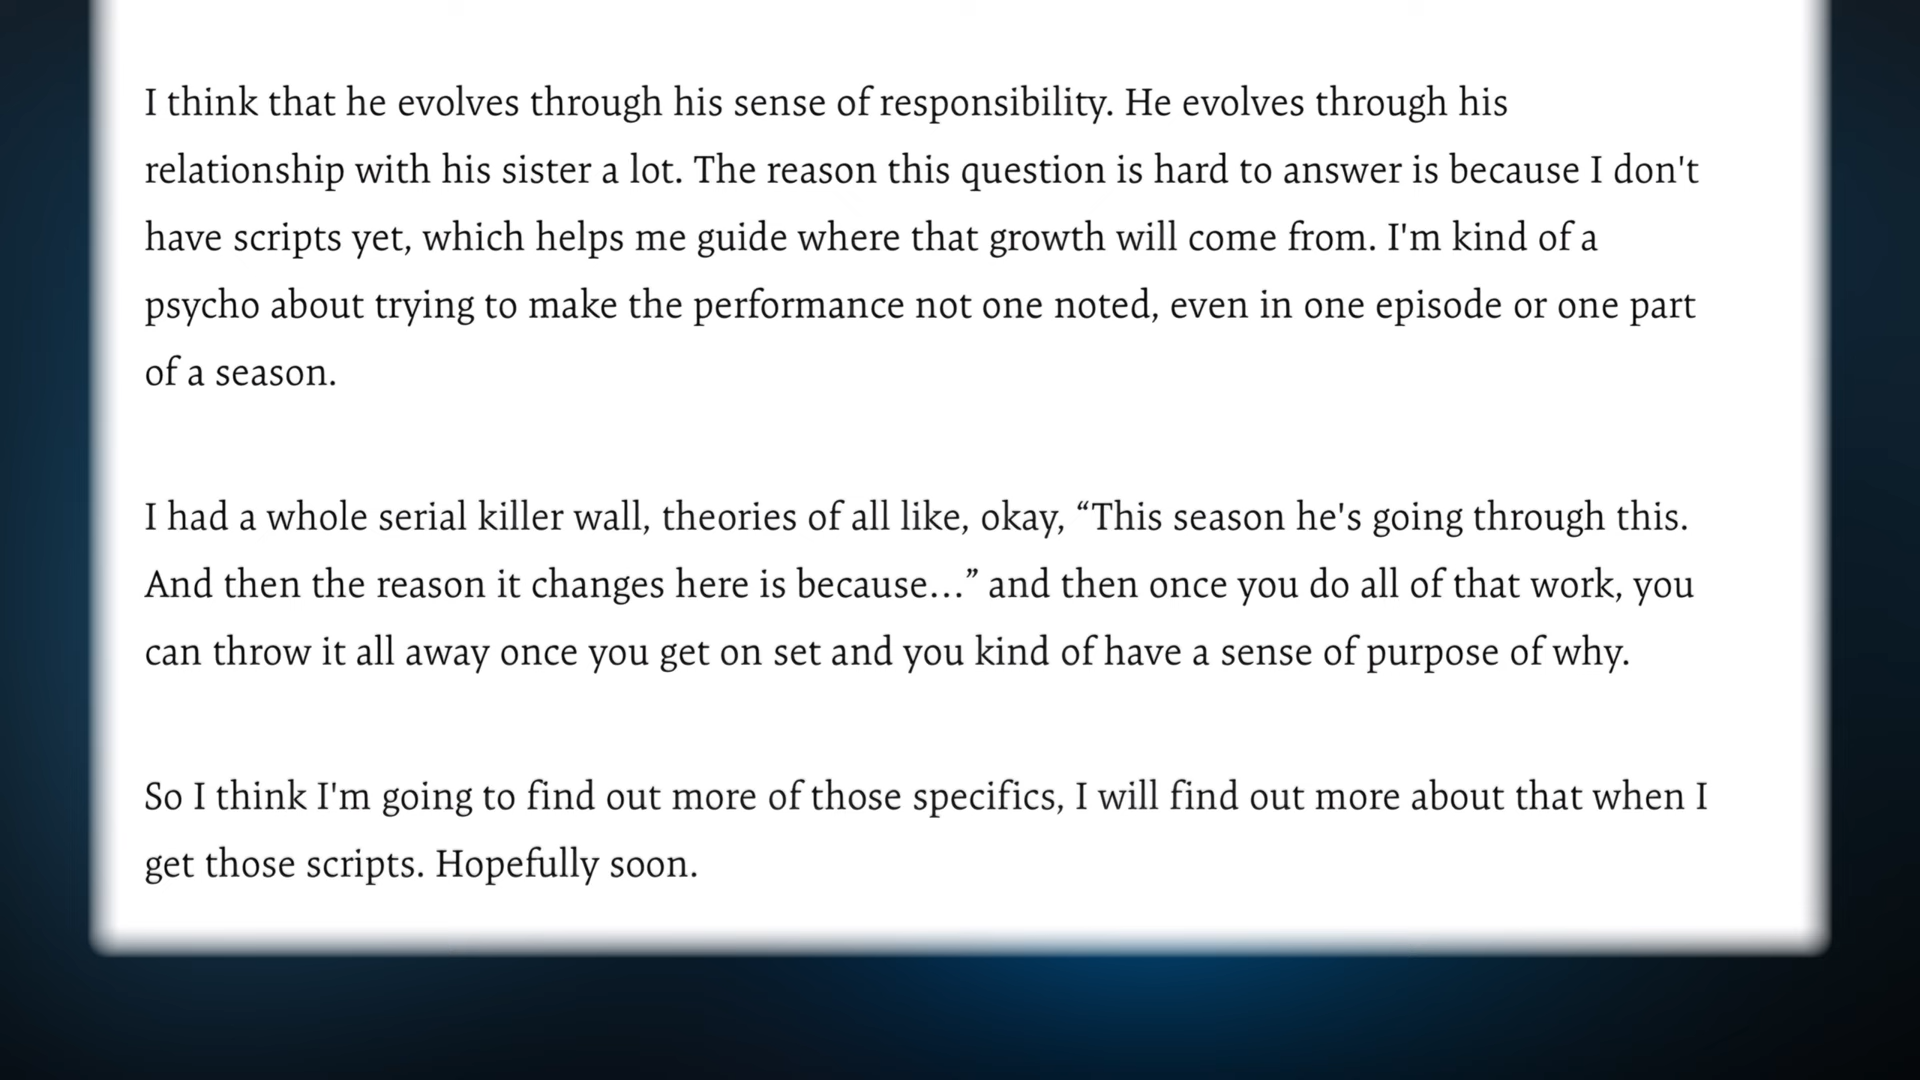 I think that he evolves through his sense of responsibility. He evolves through his
relationship with his sister a lot. The reason this question is hard to answer is because I don't
have scripts yet, which helps me guide where that growth will come from. I'm kind of a
psycho about trying to make the performance not one noted, even in one episode or one part
of a season.
I had a whole serial killer wall, theories of all like, okay, “This season he's going through this.
And then the reason it changes here is because…” and then once you do all of that work, you
can throw it all away once you get on set and you kind of have a sense of purpose of why.
So I think I'm going to find out more of those specifics, I will find out more about that when I
get those scripts. Hopefully soon.